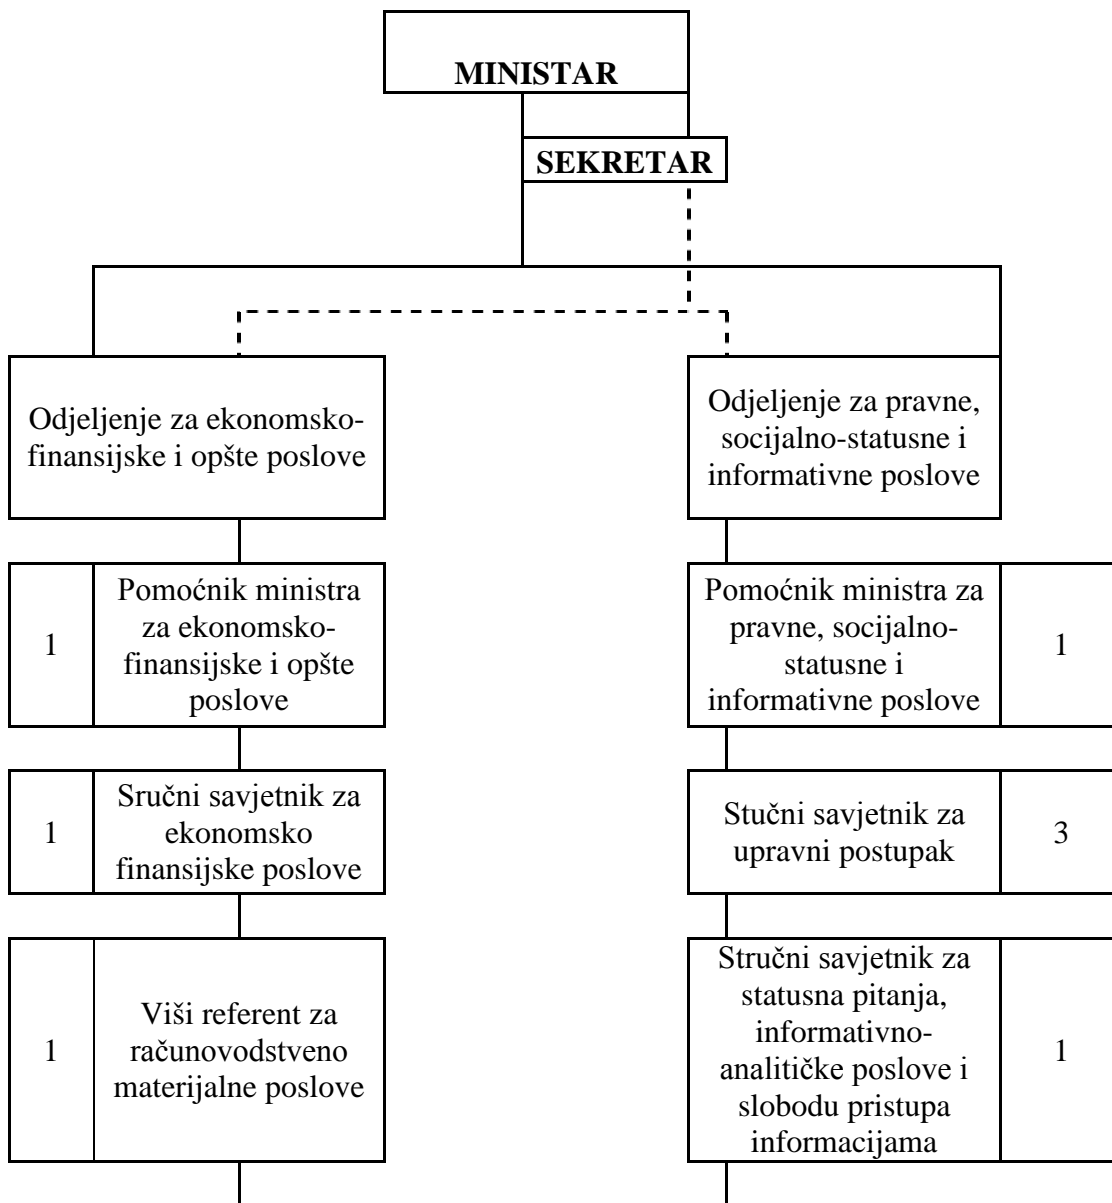 MINISTAR
SEKRETAR
Odjeljenje za ekonomsko-
finansijske i opšte poslove
Odjeljenje za pravne,
socijalno-statusne i
informativne poslove
1
Pomoćnik ministra
za ekonomsko-
finansijske i opšte
poslove
Pomoćnik ministra za
pravne, socijalno-
statusne i
informativne poslove
1
1
Sručni savjetnik za
ekonomsko
finansijske poslove
Stučni savjetnik za
upravni postupak
3
1
Viši referent za
računovodstveno
materijalne poslove
Stručni savjetnik za
statusna pitanja,
informativno-
analitičke poslove i
slobodu pristupa
informacijama
1